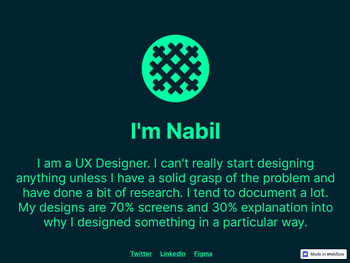 I'm Nabil
I am a UX Designer. I can't really start designing
anything unless I have a solid grasp of the problem and
have done a bit of research. I tend to document a lot.
My designs are 70% screens and 30% explanation into
why I designed something in a particular way.
Twitter LinkedIn Figma
Made in Webflow